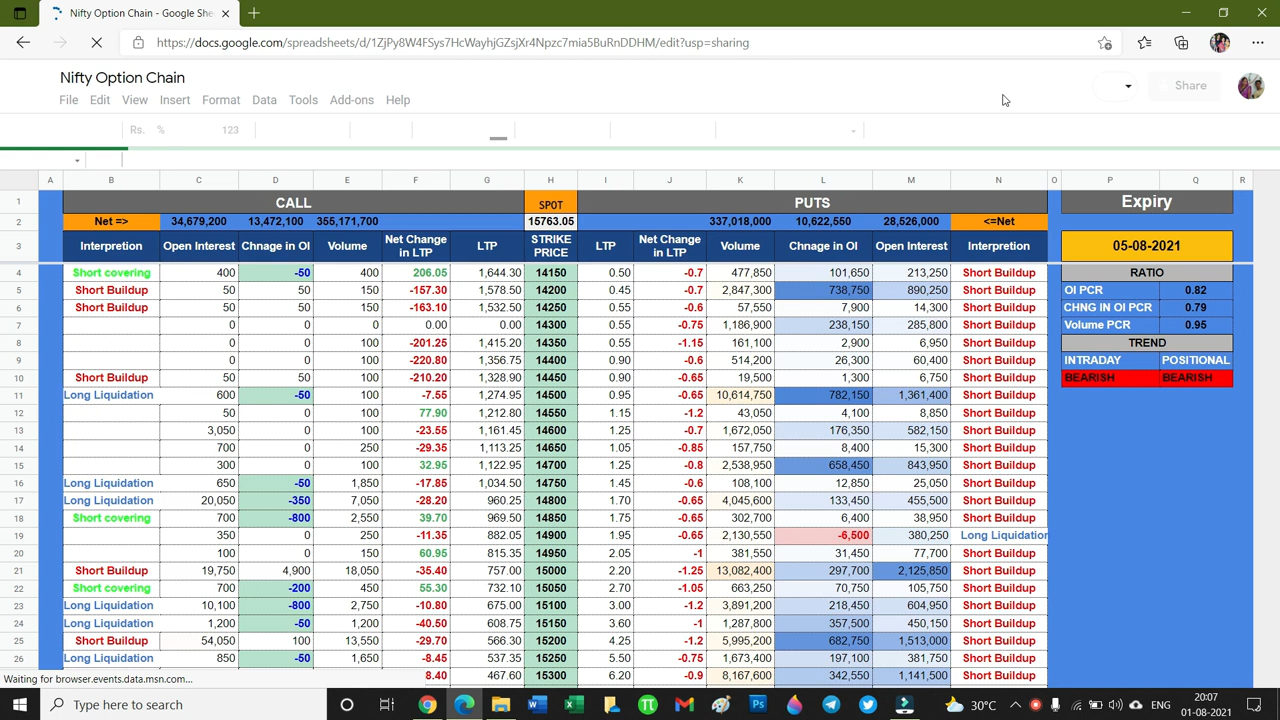 Nifty Option Chain - Google She
https://docs.google.com/spreadsheets/d/1ZjPy8W4FSys7HcWayhjGZsjXr4Npzc7mia5BuRnDDHM/edit?usp=sharing
Nifty Option Chain
File Edit View Insert Format Data Tools Add-ons Help
Share
Rs. % 123
A B C D E F G H I J K L M N O P Q R
1 CALL SPOT PUTS Expiry
2 Net => 34,679,200 13,472,100 355,171,700 15763.05 337,018,000 10,622,550 28,526,000 <=Net
3 Interpretion Open Interest Chnage in OI Volume Net Change in LTP LTP STRIKE PRICE LTP Net Change in LTP Volume Chnage in OI Open Interest Interpretion 05-08-2021
4 Short covering 400 -50 400 206.05 1,644.30 14150 0.50 -0.7 477,850 101,650 213,250 Short Buildup RATIO
5 Short Buildup 50 50 150 -157.30 1,578.50 14200 0.45 -0.7 2,847,300 738,750 890,250 Short Buildup OI PCR 0.82
6 Short Buildup 50 50 100 -163.10 1,532.50 14250 0.55 -0.6 57,550 7,900 14,300 Short Buildup CHNG IN OI PCR 0.79
7 0 0 0 0.00 0.00 14300 0.55 -0.75 1,186,900 238,150 285,800 Short Buildup Volume PCR 0.95
8 0 0 100 -201.25 1,415.20 14350 0.55 -1.15 161,100 2,900 6,950 Short Buildup TREND
9 0 0 100 -220.80 1,356.75 14400 0.90 -0.6 514,200 26,300 60,400 Short Buildup INTRADAY POSITIONAL
10 Short Buildup 50 50 100 -210.20 1,328.90 14450 0.90 -0.65 19,500 1,300 6,750 Short Buildup BEARISH BEARISH
11 Long Liquidation 600 -50 100 -7.55 1,274.95 14500 0.95 -0.65 10,614,750 782,150 1,361,400 Short Buildup
12 50 0 100 77.90 1,212.80 14550 1.15 -1.2 43,050 4,100 8,850 Short Buildup
13 3,050 0 100 -23.55 1,161.45 14600 1.25 -0.7 1,672,050 176,350 582,150 Short Buildup
14 700 0 250 -29.35 1,113.25 14650 1.05 -0.85 157,750 8,400 15,300 Short Buildup
15 300 0 100 32.95 1,122.95 14700 1.25 -0.8 2,538,950 658,450 843,950 Short Buildup
16 Long Liquidation 650 -50 1,850 -17.85 1,034.50 14750 1.45 -0.6 108,100 12,850 25,050 Short Buildup
17 Long Liquidation 20,050 -350 7,050 -28.20 960.25 14800 1.70 -0.65 4,045,600 133,450 455,500 Short Buildup
18 Short covering 700 -800 2,550 39.70 969.50 14850 1.75 -0.65 302,700 6,400 38,950 Short Buildup
19 350 0 250 -11.35 882.05 14900 1.95 -0.65 2,130,550 -6,500 380,250 Long Liquidation
20 100 0 150 60.95 815.35 14950 2.05 -1 381,550 31,450 77,700 Short Buildup
21 Short Buildup 19,750 4,900 18,050 -35.40 757.00 15000 2.20 -1.25 13,082,400 297,700 2,125,850 Short Buildup
22 Short covering 700 -200 450 55.30 732.10 15050 2.70 -1.05 663,250 70,750 105,750 Short Buildup
23 Long Liquidation 10,100 -800 2,750 -10.80 675.00 15100 3.00 -1.2 3,891,200 218,450 604,950 Short Buildup
24 Long Liquidation 1,200 -50 1,200 -40.50 608.75 15150 3.60 -1 1,287,800 357,500 450,150 Short Buildup
25 Short Buildup 54,050 100 13,550 -29.70 566.30 15200 4.25 -1.2 5,995,200 682,750 1,513,000 Short Buildup
26 Long Liquidation 850 -50 1,650 -8.45 537.35 15250 5.50 -0.75 1,673,400 197,100 381,750 Short Buildup
8.40 467.60 15300 6.20 -0.9 8,167,600 342,550 1,141,500 Short Buildup
Waiting for browser.events.data.msn.com...
Type here to search
30°C ENG 20:07
01-08-2021